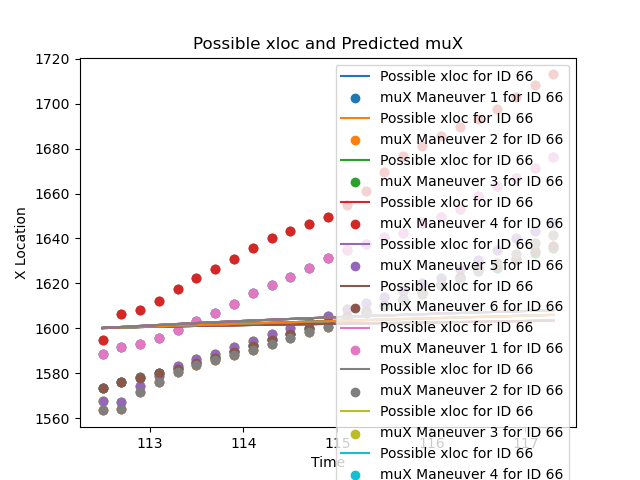 Possible xloc and Predicted muX
1720
1700
1680
1660
1640
1620
1600
1580
1560
X Location
113
114
115
116
117
Time
Possible xloc for ID 66
muX Maneuver 1 for ID 66
Possible xloc for ID 66
muX Maneuver 2 for ID 66
Possible xloc for ID 66
muX Maneuver 3 for ID 66
Possible xloc for ID 66
muX Maneuver 4 for ID 66
Possible xloc for ID 66
muX Maneuver 5 for ID 66
Possible xloc for ID 66
muX Maneuver 6 for ID 66
Possible xloc for ID 66
muX Maneuver 1 for ID 66
Possible xloc for ID 66
muX Maneuver 2 for ID 66
Possible xloc for ID 66
muX Maneuver 3 for ID 66
Possible xloc for ID 66
muX Maneuver 4 for ID 66